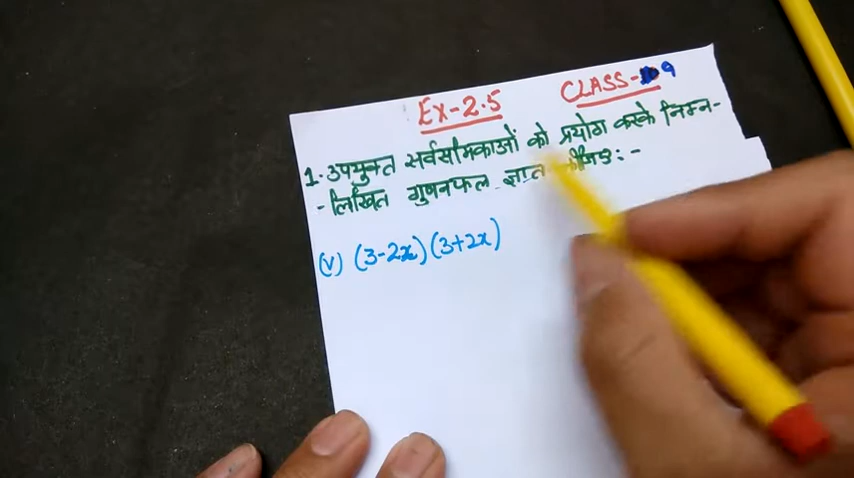 Ex-2.5 CLASS-9
1. उपयुक्त सर्वसमिकाओं को प्रयोग करके निम्न-
-लिखित गुणनफल ज्ञात कीजिए:-
(v) (3-2x)(3+2x)